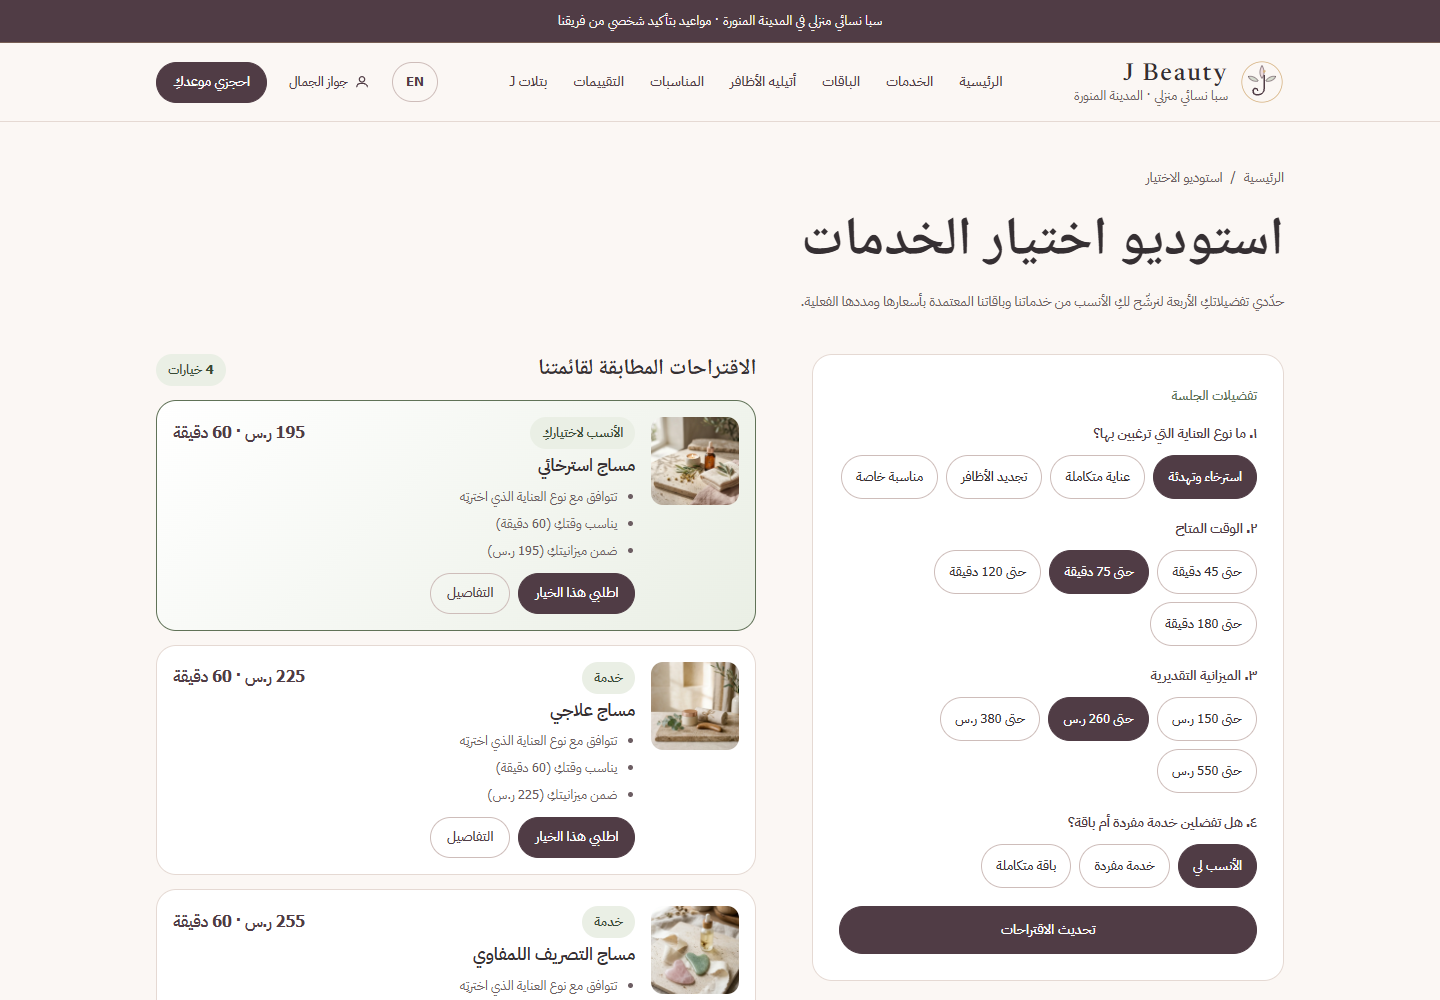 سبا نسائي منزلي في المدينة المنورة · مواعيد بتأكيد شخصي من فريقنا
J Beauty
سبا نسائي منزلي · المدينة المنورة
الرئيسية
الخدمات
الباقات
أتيليه الأظافر
المناسبات
التقييمات
بتلات J
EN
جواز الجمال
احجزي موعدكِ
الرئيسية / استوديو الاختيار
استوديو اختيار الخدمات
حدّدي تفضيلاتكِ الأربعة لنرشّح لكِ الأنسب من خدماتنا وباقاتنا المعتمدة بأسعارها ومددها الفعلية.
تفضيلات الجلسة
١. ما نوع العناية التي ترغبين بها؟
استرخاء وتهدئة
عناية متكاملة
تجديد الأظافر
مناسبة خاصة
٢. الوقت المتاح
حتى 45 دقيقة
حتى 75 دقيقة
حتى 120 دقيقة
حتى 180 دقيقة
٣. الميزانية التقديرية
حتى 150 ر.س
حتى 260 ر.س
حتى 380 ر.س
حتى 550 ر.س
٤. هل تفضلين خدمة مفردة أم باقة؟
الأنسب لي
خدمة مفردة
باقة متكاملة
تحديث الاقتراحات
الاقتراحات المطابقة لقائمتنا
4 خيارات
الأنسب لاختياركِ
195 ر.س · 60 دقيقة
مساج استرخائي
تتوافق مع نوع العناية الذي اخترتِه
يناسب وقتكِ (60 دقيقة)
ضمن ميزانيتكِ (195 ر.س)
اطلبي هذا الخيار
التفاصيل
خدمة
225 ر.س · 60 دقيقة
مساج علاجي
تتوافق مع نوع العناية الذي اخترتِه
يناسب وقتكِ (60 دقيقة)
ضمن ميزانيتكِ (225 ر.س)
اطلبي هذا الخيار
التفاصيل
خدمة
255 ر.س · 60 دقيقة
مساج التصريف اللمفاوي
تتوافق مع نوع العناية الذي اخترتِه